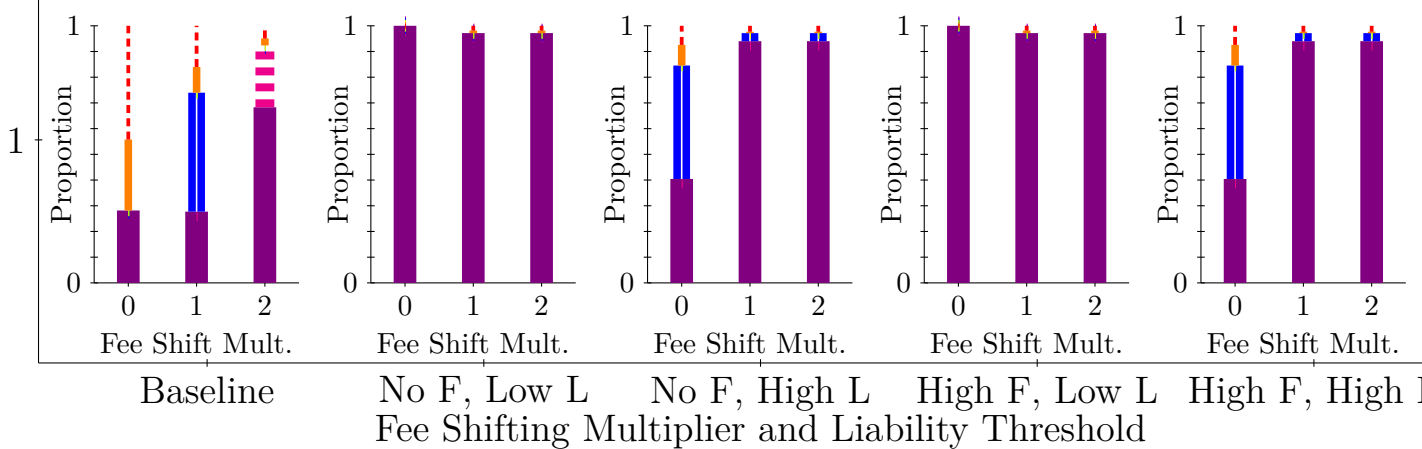 1 1 1 1 1
Proportion Proportion Proportion Proportion Proportion
1
0 0 0 0 0
0 1 2 0 1 2 0 1 2 0 1 2 0 1 2
Fee Shift Mult. Fee Shift Mult. Fee Shift Mult. Fee Shift Mult. Fee Shift Mult.
Baseline No F, Low L No F, High L High F, Low L High F, High
Fee Shifting Multiplier and Liability Threshold